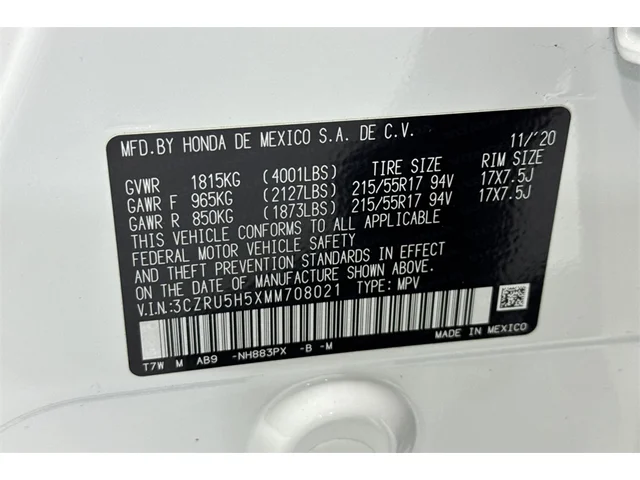 MFD.BY HONDA DE MEXICO S.A. DE C.V. 11/'20
GVWR 1815KG (4001LBS) TIRE SIZE RIM SIZE
GAWR F 965KG (2127LBS) 215/55R17 94V 17X7.5J
GAWR R 850KG (1873LBS) 215/55R17 94V 17X7.5J
THIS VEHICLE CONFORMS TO ALL APPLICABLE
FEDERAL MOTOR VEHICLE SAFETY
AND THEFT PREVENTION STANDARDS IN EFFECT
ON THE DATE OF MANUFACTURE SHOWN ABOVE.
V.I.N.:3CZRU5H5XMM708021 TYPE: MPV
MADE IN MEXICO
T7W M AB9 -NH883PX -B -M